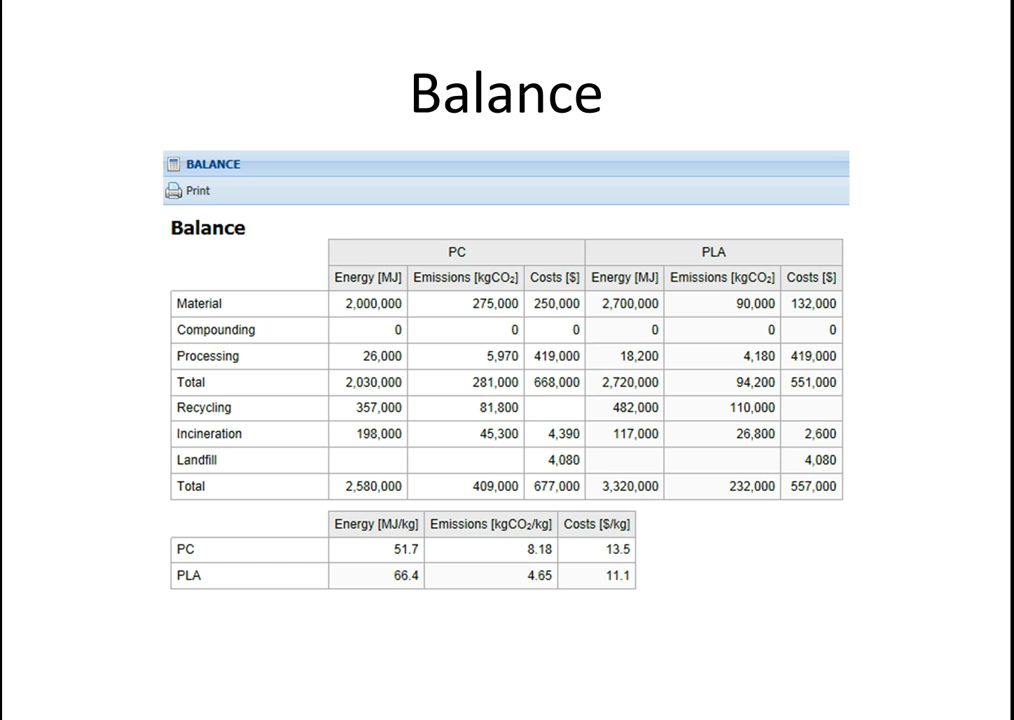 Balance
BALANCE
Print
Balance
PC PLA
Energy [MJ] Emissions [kgCO₂] Costs [$] Energy [MJ] Emissions [kgCO₂] Costs [$]
Material 2,000,000 275,000 250,000 2,700,000 90,000 132,000
Compounding 0 0 0 0 0 0
Processing 26,000 5,970 419,000 18,200 4,180 419,000
Total 2,030,000 281,000 668,000 2,720,000 94,200 551,000
Recycling 357,000 81,800 482,000 110,000
Incineration 198,000 45,300 4,390 117,000 26,800 2,600
Landfill 4,080 4,080
Total 2,580,000 409,000 677,000 3,320,000 232,000 557,000
Energy [MJ/kg] Emissions [kgCO₂/kg] Costs [$/kg]
PC 51.7 8.18 13.5
PLA 66.4 4.65 11.1